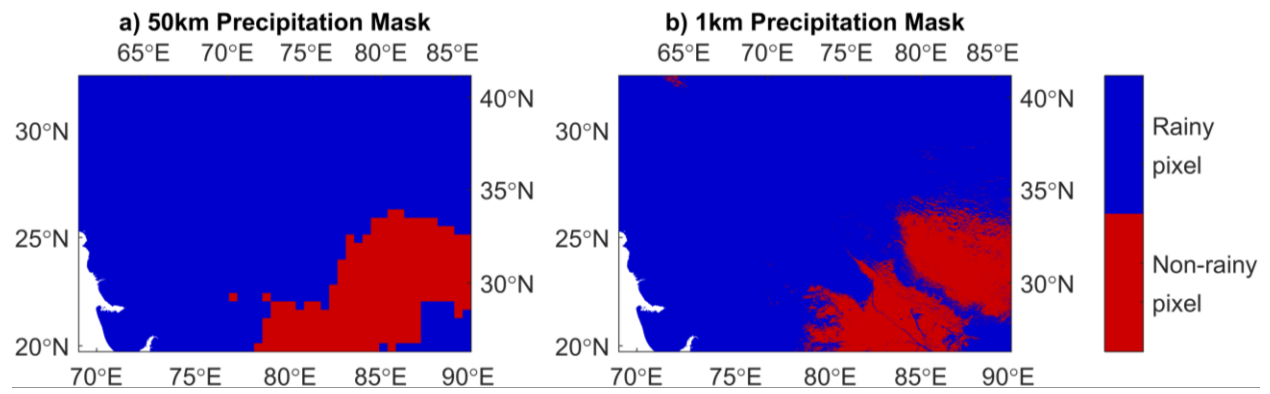 a) 50km Precipitation Mask
65°E 70°E 75°E 80°E 85°E
40°N
30°N
35°N
25°N
30°N
20°N
70°E 75°E 80°E 85°E 90°E
b) 1km Precipitation Mask
65°E 70°E 75°E 80°E 85°E
40°N
30°N
35°N
25°N
30°N
20°N
70°E 75°E 80°E 85°E 90°E
Rainy
pixel
Non-rainy
pixel